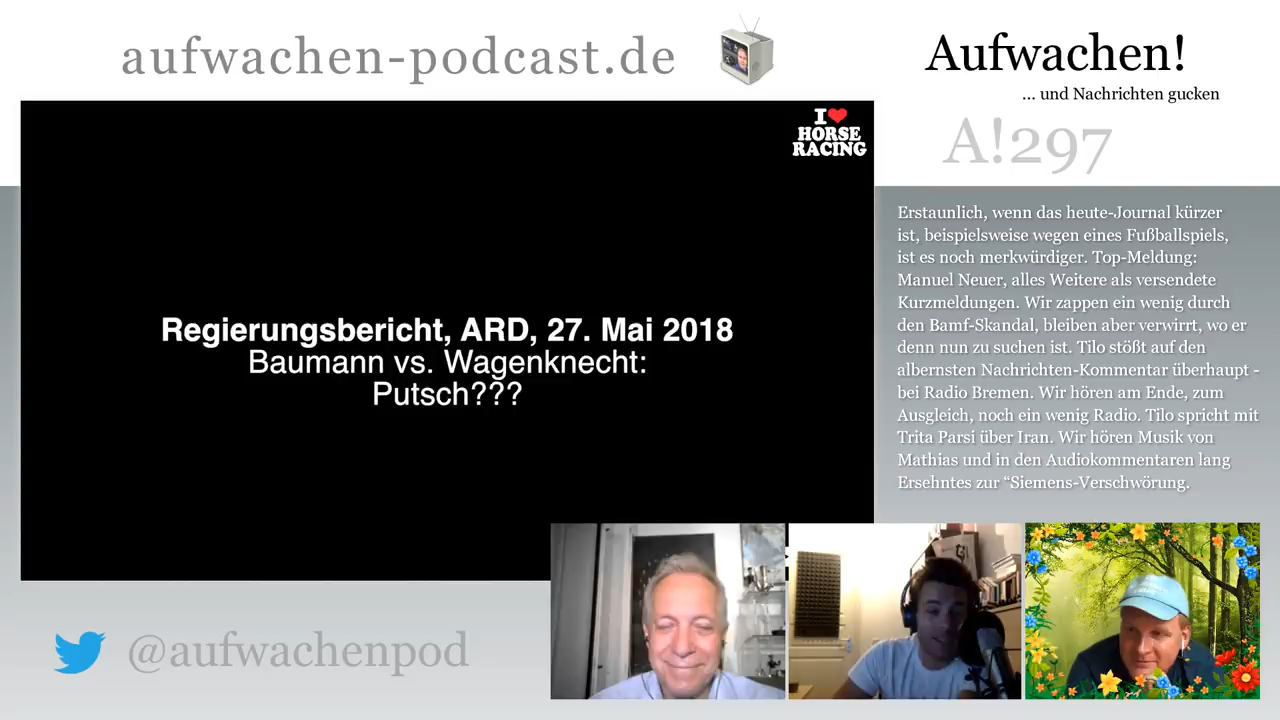 aufwachen-podcast.de
Aufwachen!
... und Nachrichten gucken
A!297
I
HORSE
RACING
Regierungsbericht, ARD, 27. Mai 2018
Baumann vs. Wagenknecht:
Putsch???
Erstaunlich, wenn das heute-Journal kürzer
ist, beispielsweise wegen eines Fußballspiels,
ist es noch merkwürdiger. Top-Meldung:
Manuel Neuer, alles Weitere als versendete
Kurzmeldungen. Wir zappen ein wenig durch
den Bamf-Skandal, bleiben aber verwirrt, wo er
denn nun zu suchen ist. Tilo stößt auf den
albernsten Nachrichten-Kommentar überhaupt -
bei Radio Bremen. Wir hören am Ende, zum
Ausgleich, noch ein wenig Radio. Tilo spricht mit
Trita Parsi über Iran. Wir hören Musik von
Mathias und in den Audiokommentaren lang
Ersehntes zur “Siemens-Verschwörung.
@aufwachenpod